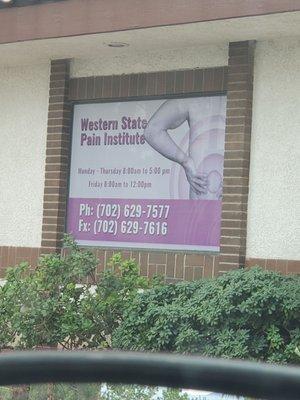 Western State
Pain Institute
Monday - Thursday 8:00am to 5:00 pm
Friday 8:00am to 12:00pm
Ph: (702) 629-7577
Fx: (702) 629-7616